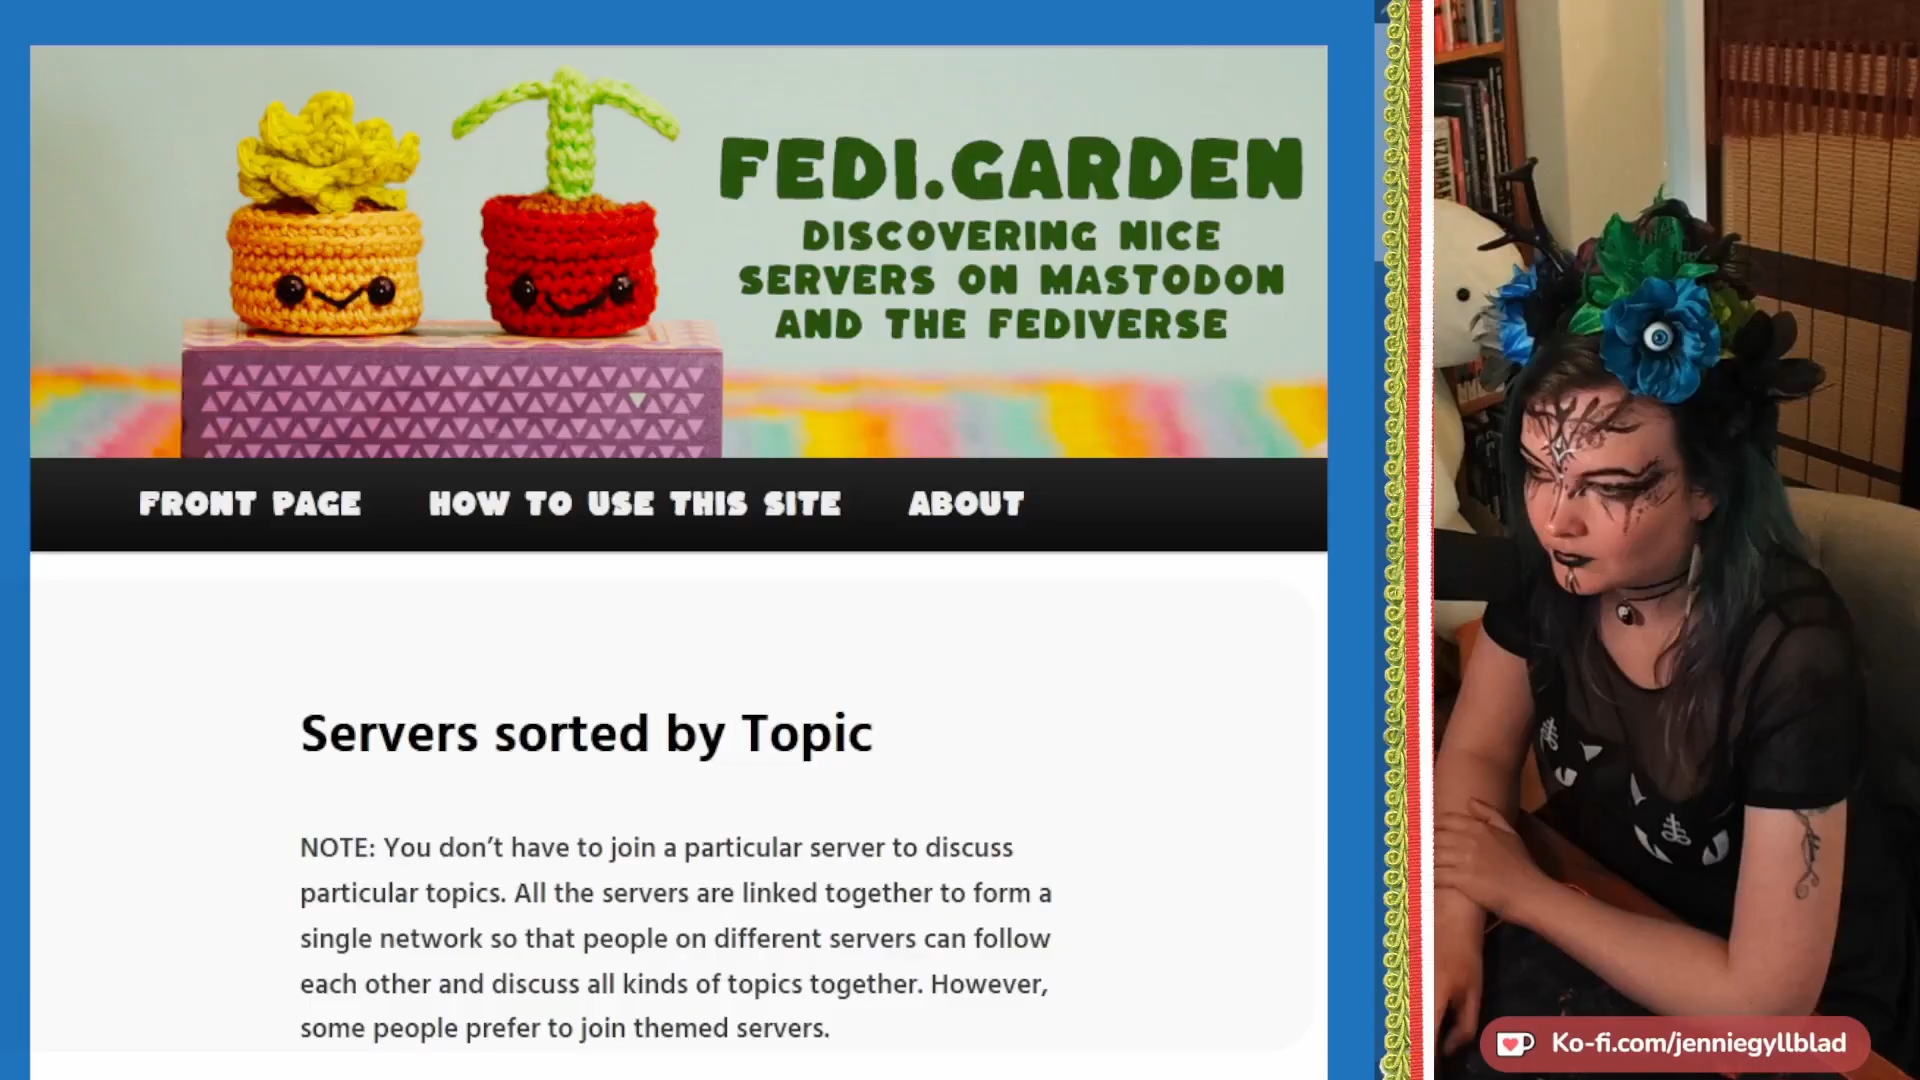 FEDI.GARDEN
DISCOVERING NICE
SERVERS ON MASTODON
AND THE FEDIVERSE
FRONT PAGE HOW TO USE THIS SITE ABOUT
Servers sorted by Topic
NOTE: You don’t have to join a particular server to discuss
particular topics. All the servers are linked together to form a
single network so that people on different servers can follow
each other and discuss all kinds of topics together. However,
some people prefer to join themed servers.
UZUMAKI
Ko-fi.com/jenniegyllblad